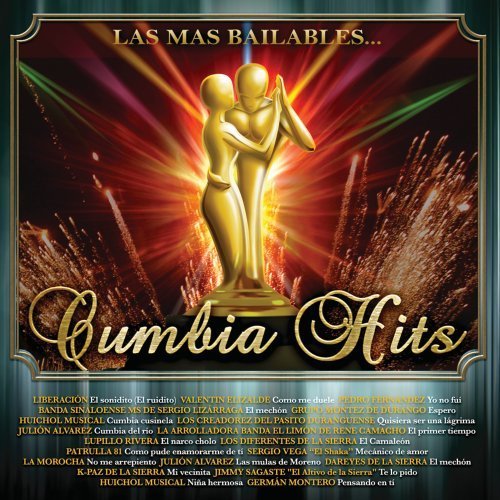 LAS MAS BAILABLES...
Cumbia Hits
LIBERACIÓN El sonidito (El ruidito) VALENTIN ELIZALDE Como me duele PEDRO FERNANDEZ Yo no fui
BANDA SINALOENSE MS DE SERGIO LIZÁRRAGA El mechón GRUPO MONTEZ DE DURANGO Espero
HUICHOL MUSICAL Cumbia cusinela LOS CREADOREZ DEL PASITO DURANGUENSE Quisiera ser una lágrima
JULIÓN ALVAREZ Cumbia del río LA ARROLLADORA BANDA EL LIMÓN DE RENE CAMACHO El primer tiempo
LUPILLO RIVERA El narco cholo LOS DIFERENTES DE LA SIERRA El Camaleón
PATRULLA 81 Como pude enamorarme de ti SERGIO VEGA "El Shaka" Mecánico de amor
LA MOROCHA No me arrepiento JULIÓN ALVAREZ Las mulas de Moreno DAREYES DE LA SIERRA El mechón
K-PAZ DE LA SIERRA Mi vecinita JIMMY SAGASTE "El Altivo de la Sierra" Te lo pido
HUICHOL MUSICAL Niña hermosa GERMÁN MONTERO Pensando en ti